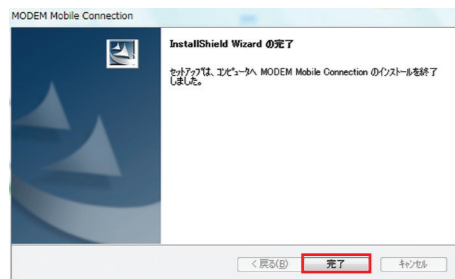 MODEM Mobile Connection
InstallShield Wizard の完了
セットアップは、コンピュータへ MODEM Mobile Connection のインストールを終了
しました。
< 戻る(B)
完了
キャンセル